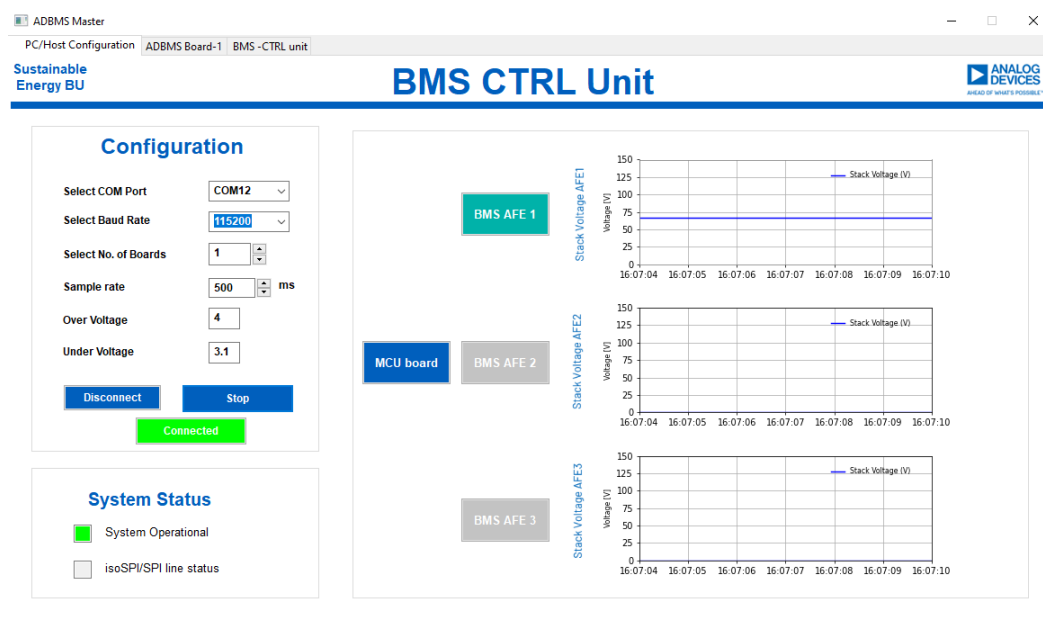 ADBMS Master
PC/Host Configuration ADBMS Board-1 BMS -CTRL unit
Sustainable
Energy BU
BMS CTRL Unit
ANALOG
DEVICES
AHEAD OF WHAT'S POSSIBLE™
Configuration
Select COM Port COM12
Select Baud Rate 115200
Select No. of Boards 1
Sample rate 500 ms
Over Voltage 4
Under Voltage 3.1
Disconnect Stop
Connected
System Status
System Operational
isoSPI/SPI line status
MCU board
BMS AFE 1
Stack Voltage AFE1
Voltage [V]
150
125
100
75
50
25
0
Stack Voltage (V)
16:07:04 16:07:05 16:07:06 16:07:07 16:07:08 16:07:09 16:07:10
BMS AFE 2
Stack Voltage AFE2
Voltage [V]
150
125
100
75
50
25
0
Stack Voltage (V)
16:07:04 16:07:05 16:07:06 16:07:07 16:07:08 16:07:09 16:07:10
BMS AFE 3
Stack Voltage AFE3
Voltage [V]
150
125
100
75
50
25
0
Stack Voltage (V)
16:07:04 16:07:05 16:07:06 16:07:07 16:07:08 16:07:09 16:07:10